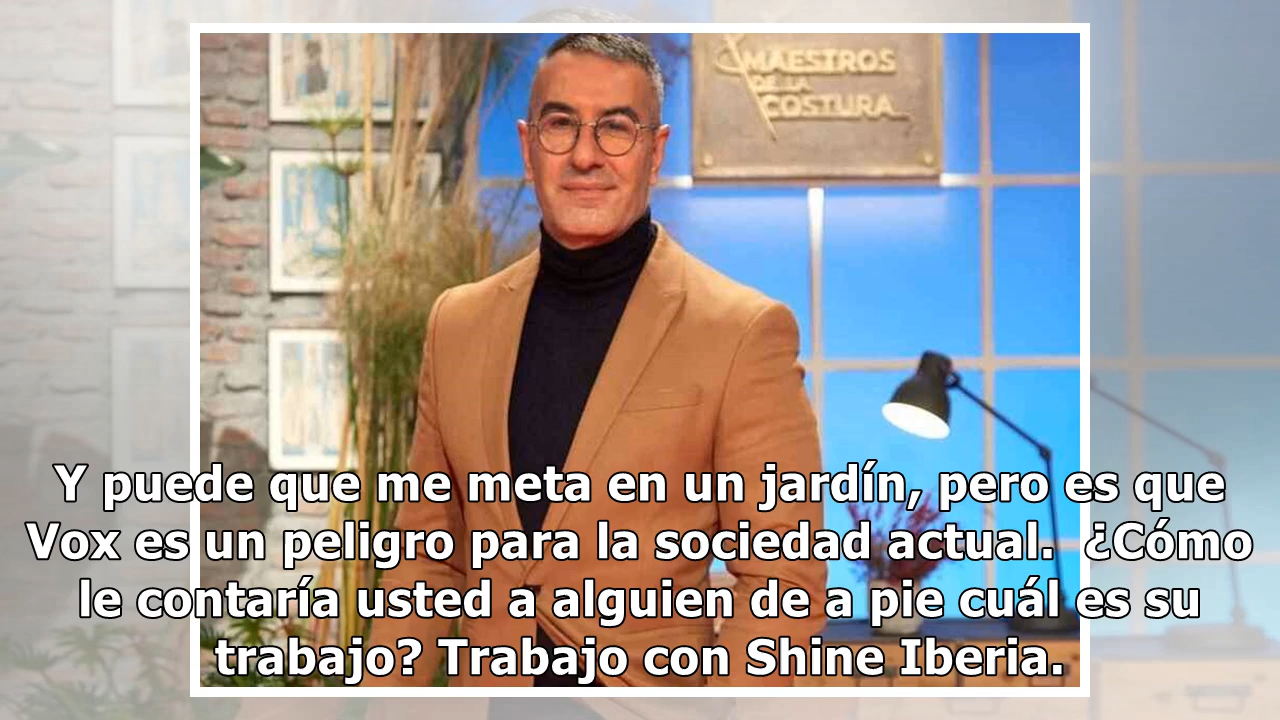 MAESTROS
DE LA
COSTURA
Y puede que me meta en un jardín, pero es que
Vox es un peligro para la sociedad actual.  ¿Cómo
le contaría usted a alguien de a pie cuál es su
trabajo? Trabajo con Shine Iberia.